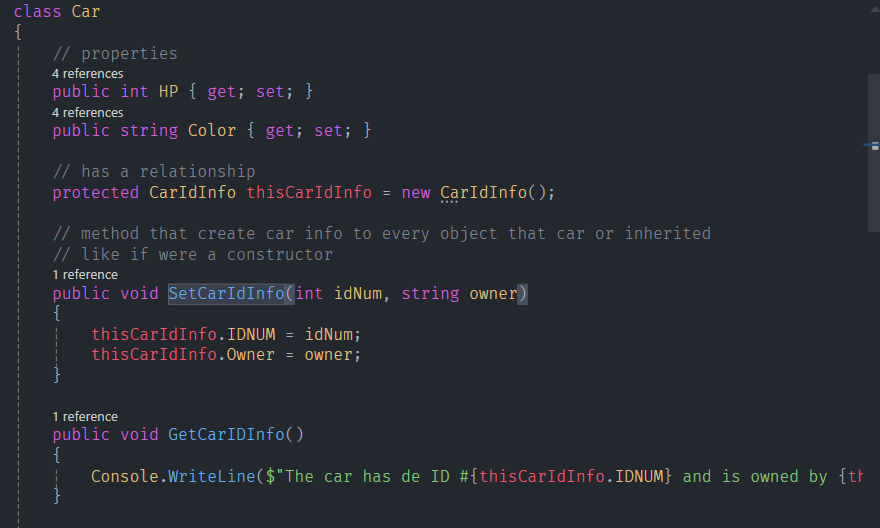 class Car
{
// properties
4 references
public int HP { get; set; }
4 references
public string Color { get; set; }
// has a relationship
protected CarIdInfo thisCarIdInfo = new CarIdInfo();
// method that create car info to every object that car or inherited
// like if were a constructor
1 reference
public void SetCarIdInfo(int idNum, string owner)
{
thisCarIdInfo.IDNUM = idNum;
thisCarIdInfo.Owner = owner;
}
1 reference
public void GetCarIDInfo()
{
Console.WriteLine($"The car has de ID #{thisCarIdInfo.IDNUM} and is owned by {th
}